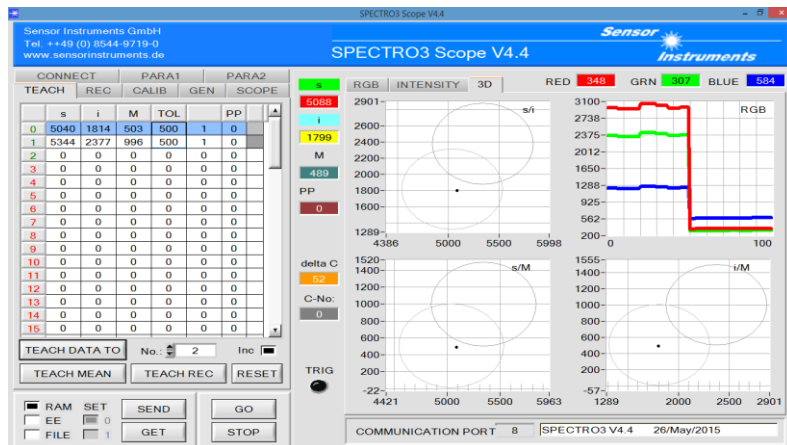 SPECTRO3 Scope V4.4
Sensor Instruments GmbH
Tel. ++49 (0) 8544-9719-0
www.sensorinstruments.de
SPECTRO3 Scope V4.4
Sensor
Instruments
CONNECT PARA1 PARA2
TEACH REC CALIB GEN SCOPE
s i M TOL PP
0 5040 1814 503 500 1 0
1 5344 2377 996 500 1 0
2 0 0 0 0 0 0
3 0 0 0 0 0 0
4 0 0 0 0 0 0
5 0 0 0 0 0 0
6 0 0 0 0 0 0
7 0 0 0 0 0 0
8 0 0 0 0 0 0
9 0 0 0 0 0 0
10 0 0 0 0 0 0
11 0 0 0 0 0 0
12 0 0 0 0 0 0
13 0 0 0 0 0 0
14 0 0 0 0 0 0
15 0 0 0 0 0 0
TEACH DATA TO No.: 2 Inc
TEACH MEAN TEACH REC RESET
RAM SET SEND GO
EE 0
FILE 1 GET STOP
s
5088
i
1799
M
489
PP
0
delta C
52
C-No:
0
TRIG
RGB INTENSITY 3D
RED 348 GRN 307 BLUE 584
s/i
2901-
2600-
2400-
2200-
2000-
1800-
1600-
1289-
4386 5000 5500 5998
RGB
3100-
2738-
2375-
2012-
1650-
1288-
925-
562-
200-
0 100
s/M
1520-
1400-
1200-
1000-
800-
600-
400-
200-
-22-
4421 5000 5500 5963
i/M
1555-
1400-
1200-
1000-
800-
600-
400-
200-
-57-
1289 2000 2500 2901
COMMUNICATION PORT 8 SPECTRO3 V4.4 26/May/2015